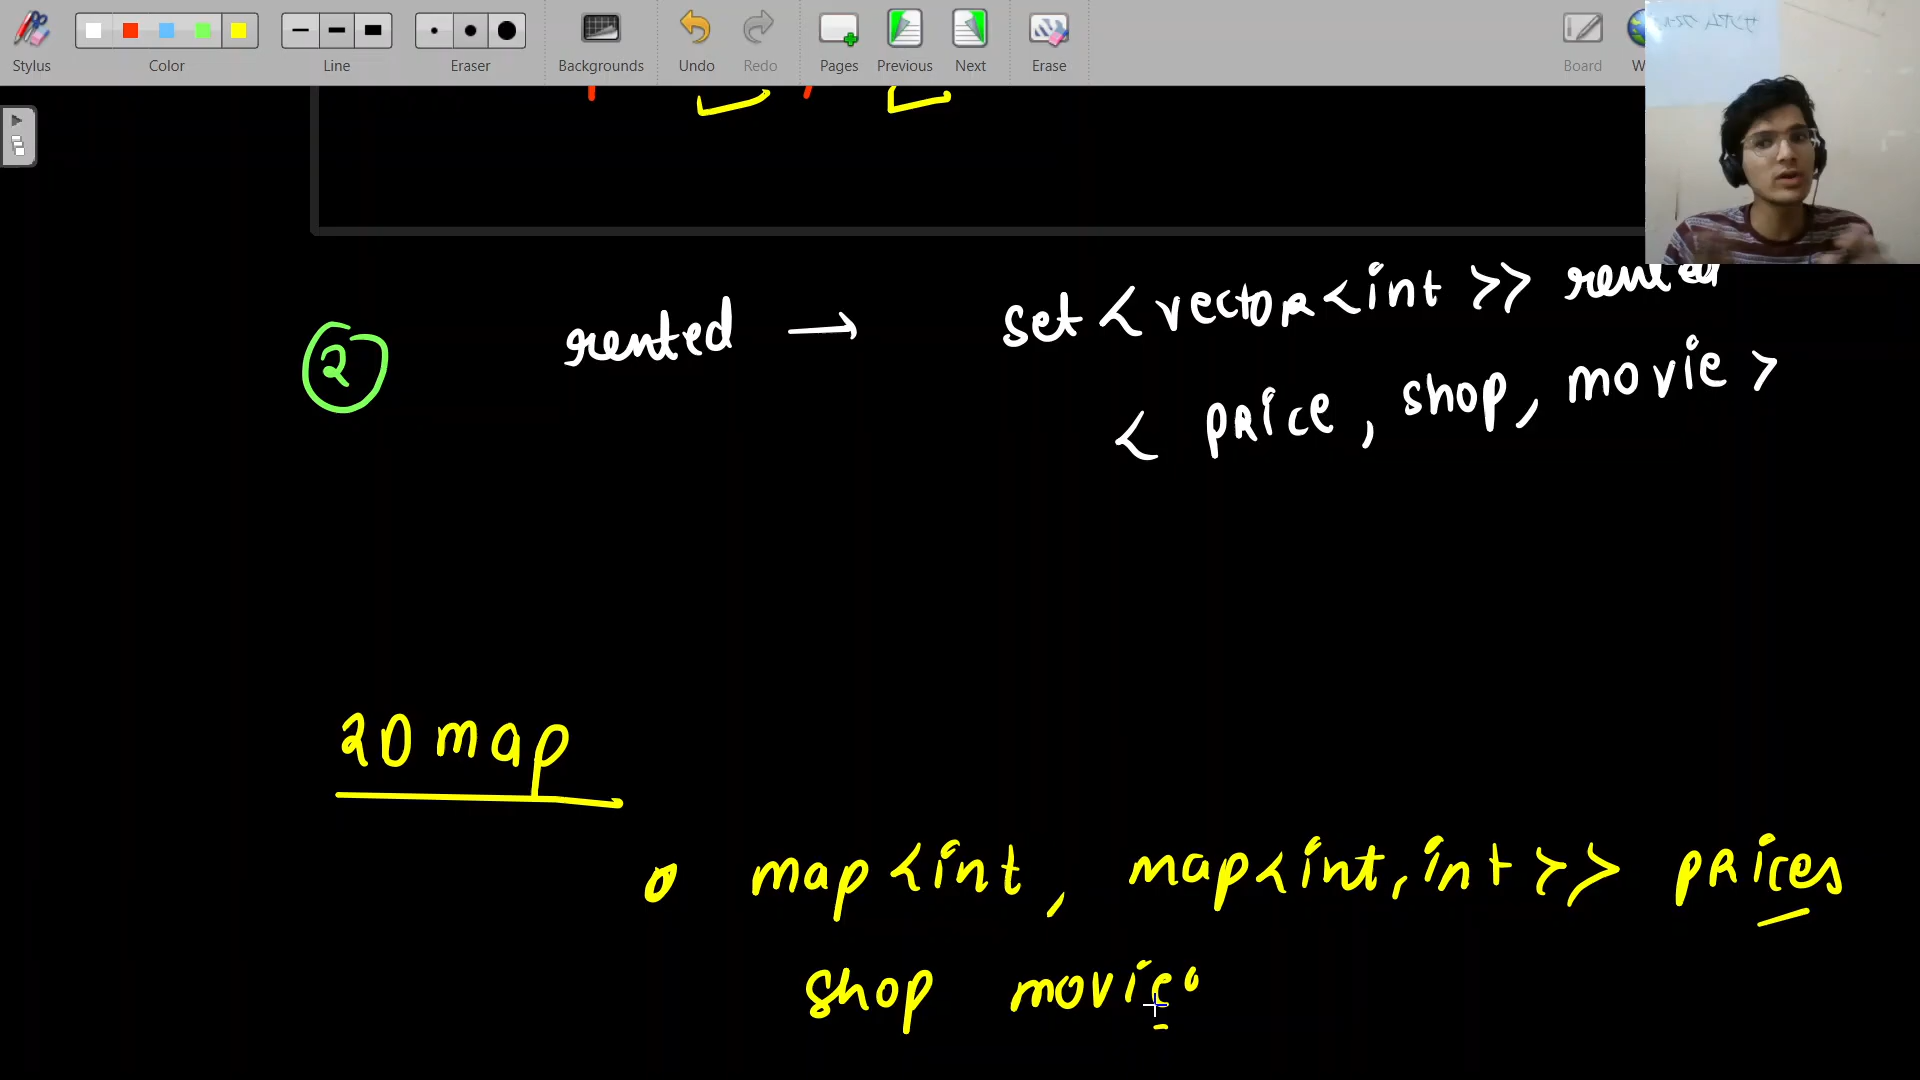 Stylus Color Line Eraser Backgrounds Undo Redo Pages Previous Next Erase Board W
2 rented → set<vector<int>> rented
< price, shop, movie >
2D map
map<int, map<int,int>> prices
shop movie